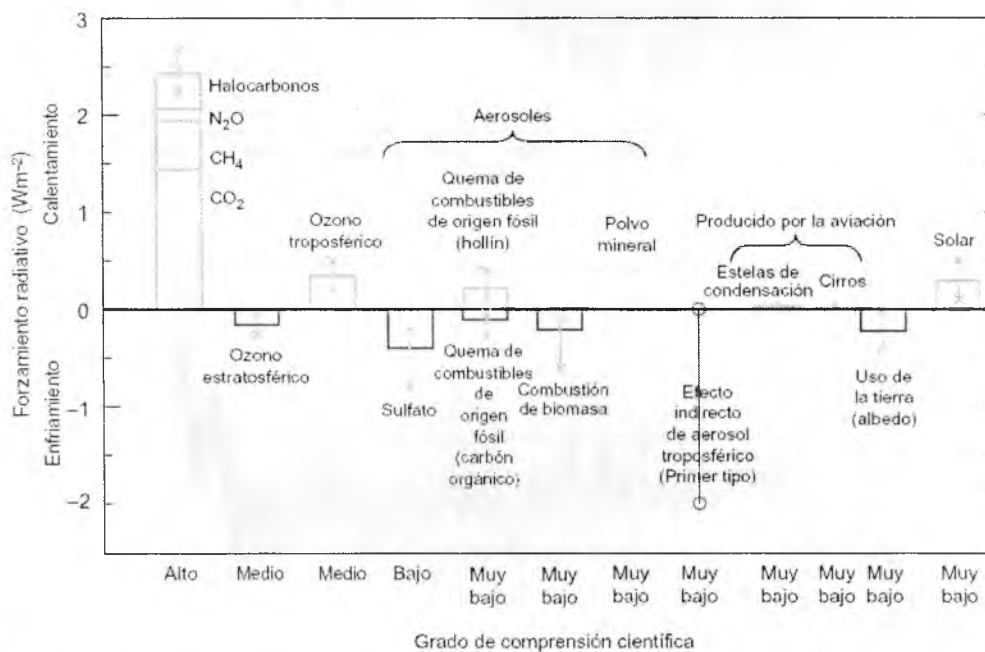 3
2
1
0
−1
−2
Forzamiento radiativo (Wm−2)
Calentamiento
Enfriamiento
Halocarbonos
N2O
CH4
CO2
Ozono
estratosférico
Ozono
troposférico
Aerosoles
Sulfato
Quema de
combustibles
de origen fósil
(hollín)
Quema de
combustibles
de
origen
fósil
(carbón
orgánico)
Combustión
de biomasa
Polvo
mineral
Efecto
indirecto
de aerosol
troposférico
(Primer tipo)
Producido por la aviación
Estelas de
condensación
Cirros
Uso de
la tierra
(albedo)
Solar
Alto
Medio
Medio
Bajo
Muy
bajo
Muy
bajo
Muy
bajo
Muy
bajo
Muy
bajo
Muy
bajo
Muy
bajo
Muy
bajo
Grado de comprensión científica